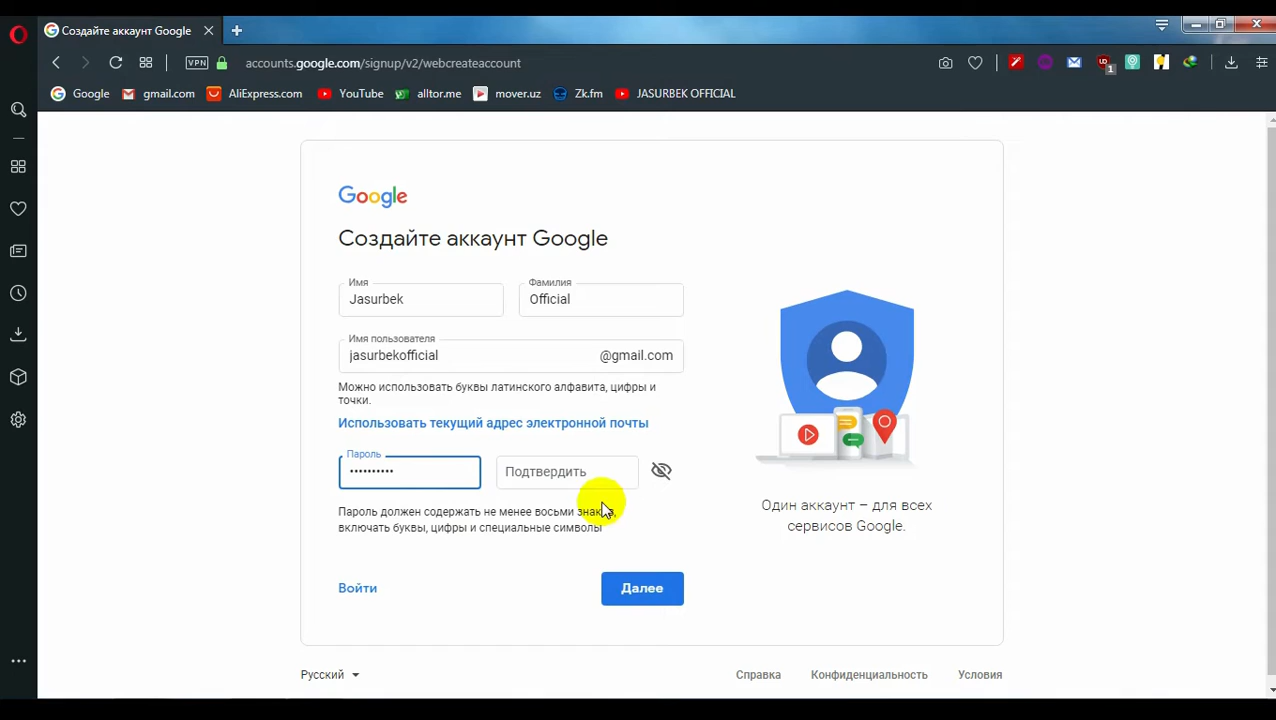 Создайте аккаунт Google
VPN accounts.google.com/signup/v2/webcreateaccount
Google gmail.com AliExpress.com YouTube alltor.me mover.uz Zk.fm JASURBEK OFFICIAL
Google
Создайте аккаунт Google
Имя
Jasurbek
Фамилия
Official
Имя пользователя
jasurbekofficial @gmail.com
Можно использовать буквы латинского алфавита, цифры и
точки.
Использовать текущий адрес электронной почты
Пароль
••••••••••
Подтвердить
Пароль должен содержать не менее восьми знаков,
включать буквы, цифры и специальные символы
Войти
Далее
Один аккаунт – для всех
сервисов Google.
Русский
Справка Конфиденциальность Условия